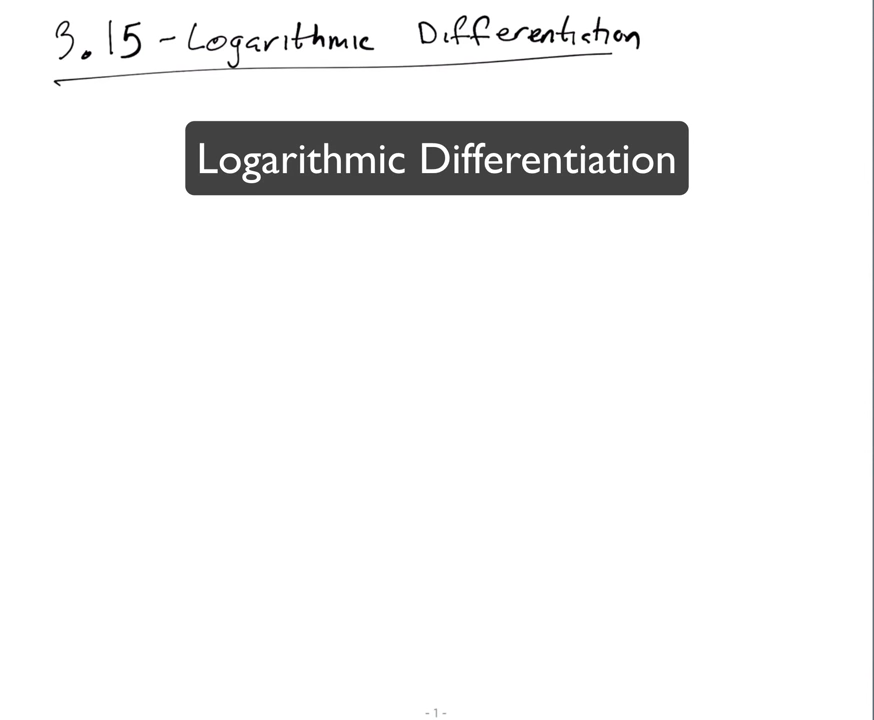 3.15 - Logarithmic Differentiation
Logarithmic Differentiation
- 1 -